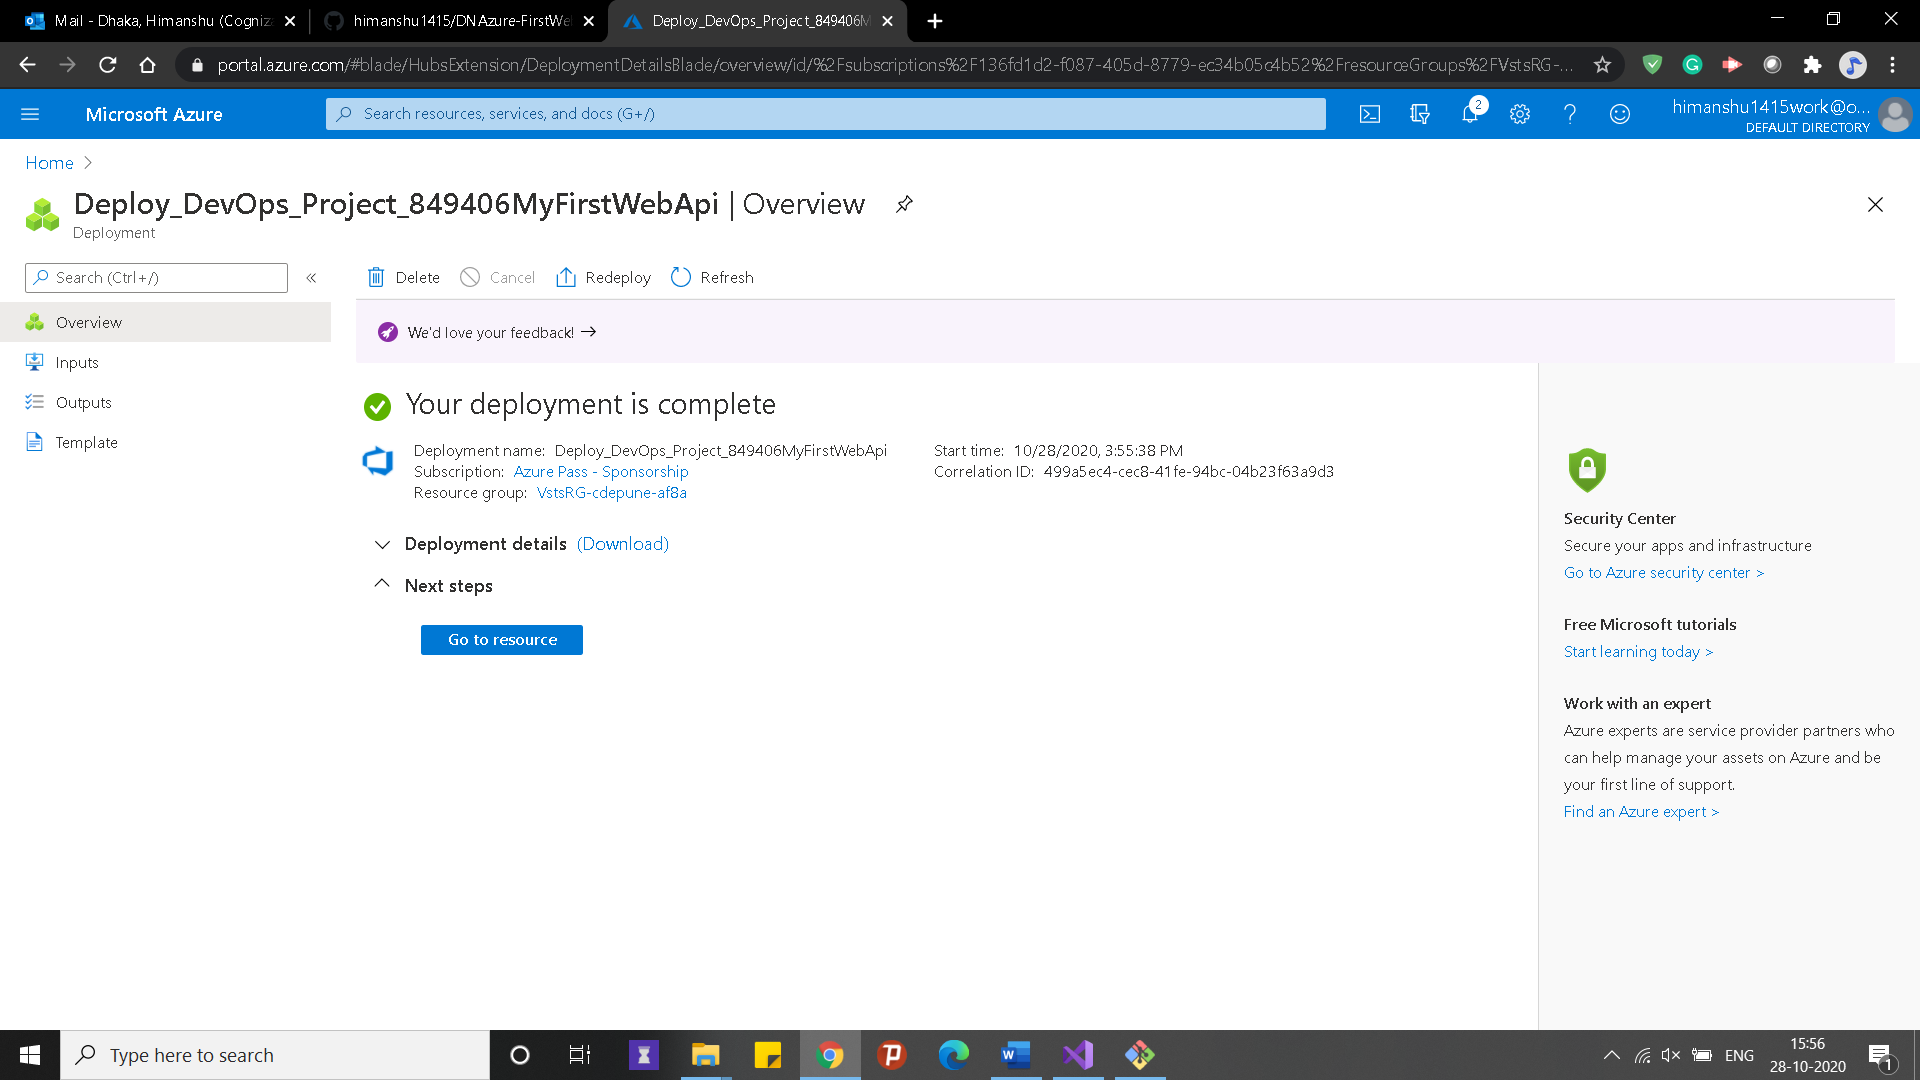 Mail - Dhaka, Himanshu (Cogniza
himanshu1415/DNAzure-FirstWeb
Deploy_DevOps_Project_849406M
portal.azure.com/#blade/HubsExtension/DeploymentDetailsBlade/overview/id/%2Fsubscriptions%2F136fd1d2-f087-405d-8779-ec34b05c4b52%2FresourceGroups%2FVstsRG-...
Microsoft Azure
Search resources, services, and docs (G+/)
2
himanshu1415work@o...
DEFAULT DIRECTORY
Home
Deploy_DevOps_Project_849406MyFirstWebApi | Overview
Deployment
Search (Ctrl+/)
«
Delete
Cancel
Redeploy
Refresh
Overview
Inputs
Outputs
Template
We'd love your feedback! →
Your deployment is complete
Deployment name: Deploy_DevOps_Project_849406MyFirstWebApi
Subscription: Azure Pass - Sponsorship
Resource group: VstsRG-cdepune-af8a
Start time: 10/28/2020, 3:55:38 PM
Correlation ID: 499a5ec4-cec8-41fe-94bc-04b23f63a9d3
Deployment details (Download)
Next steps
Go to resource
Security Center
Secure your apps and infrastructure
Go to Azure security center >
Free Microsoft tutorials
Start learning today >
Work with an expert
Azure experts are service provider partners who
can help manage your assets on Azure and be
your first line of support.
Find an Azure expert >
Type here to search
ENG
15:56
28-10-2020
1